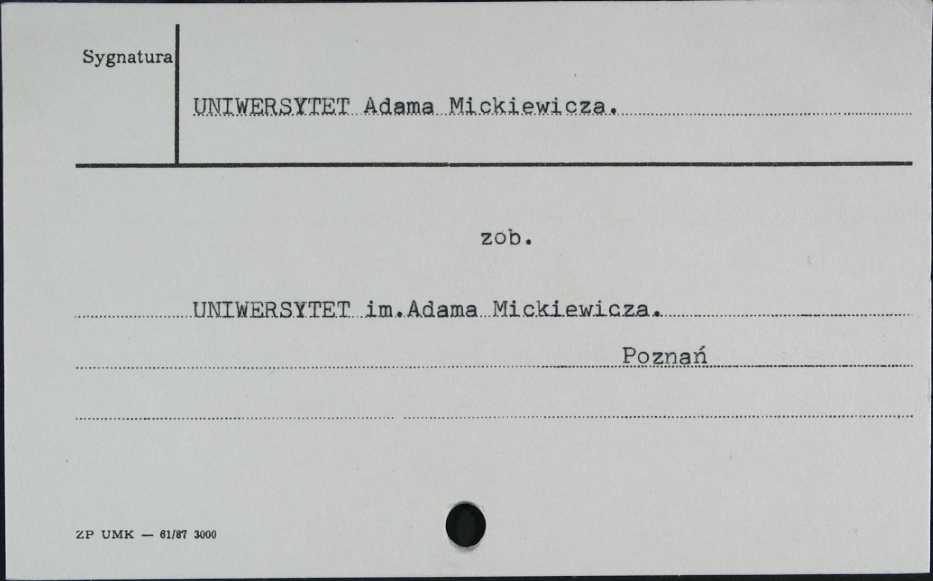 Sygnatura
UNIWERSYTET Adama Mickiewicza.
zob.
UNIWERSYTET im.Adama Mickiewicza.
Poznań
ZP UMK — 61/87 3000